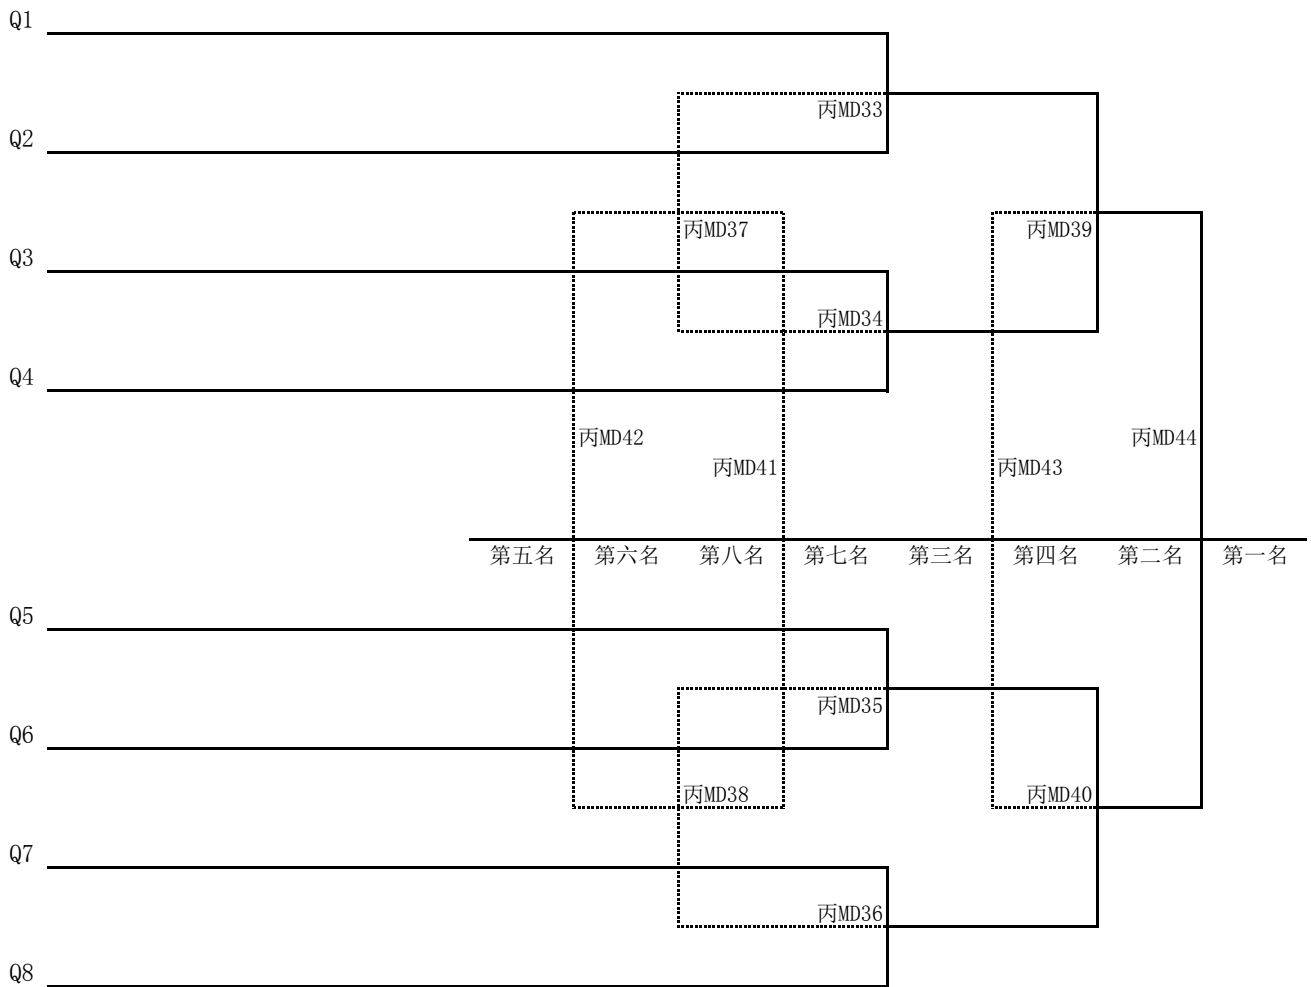 Q1
丙MD33
Q2
丙MD37
丙MD39
Q3
丙MD34
Q4
丙MD42
丙MD44
丙MD41
丙MD43
第五名 第六名 第八名 第七名 第三名 第四名 第二名 第一名
Q5
丙MD35
Q6
丙MD38
丙MD40
Q7
丙MD36
Q8